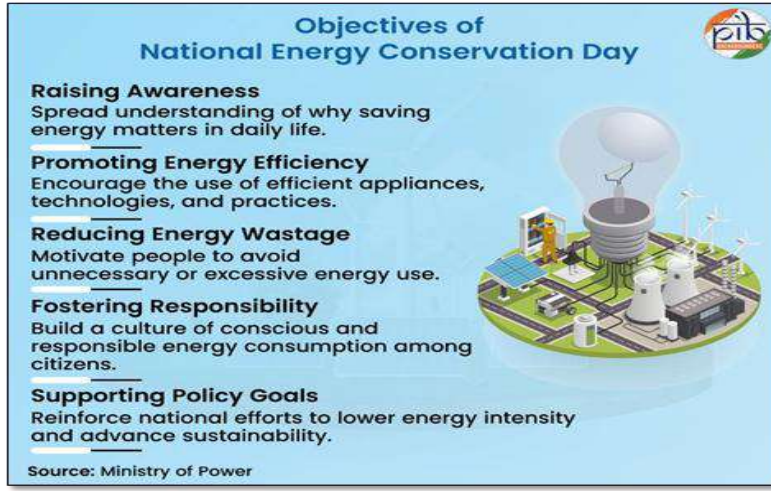 Objectives of
National Energy Conservation Day
pib
Raising Awareness
Spread understanding of why saving
energy matters in daily life.
Promoting Energy Efficiency
Encourage the use of efficient appliances,
technologies, and practices.
Reducing Energy Wastage
Motivate people to avoid
unnecessary or excessive energy use.
Fostering Responsibility
Build a culture of conscious and
responsible energy consumption among
citizens.
Supporting Policy Goals
Reinforce national efforts to lower energy intensity
and advance sustainability.
Source: Ministry of Power